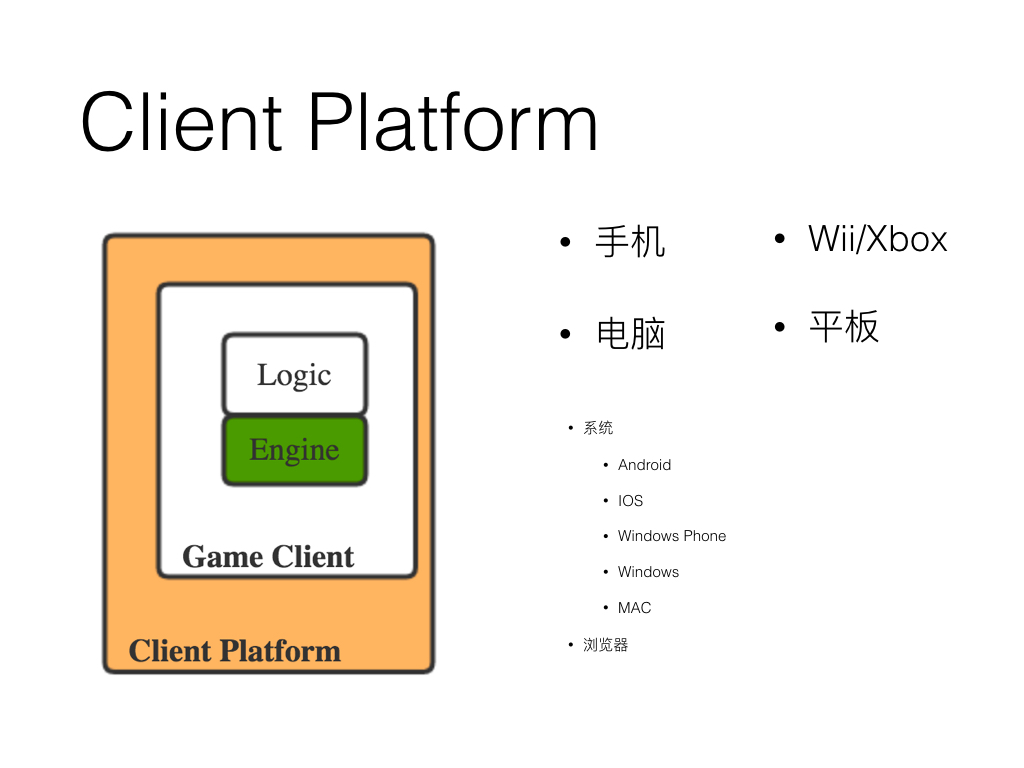 Client Platform
Logic
Engine
Game Client
Client Platform
• 手机
• 电脑
• Wii/Xbox
• 平板
• 系统
• Android
• IOS
• Windows Phone
• Windows
• MAC
• 浏览器